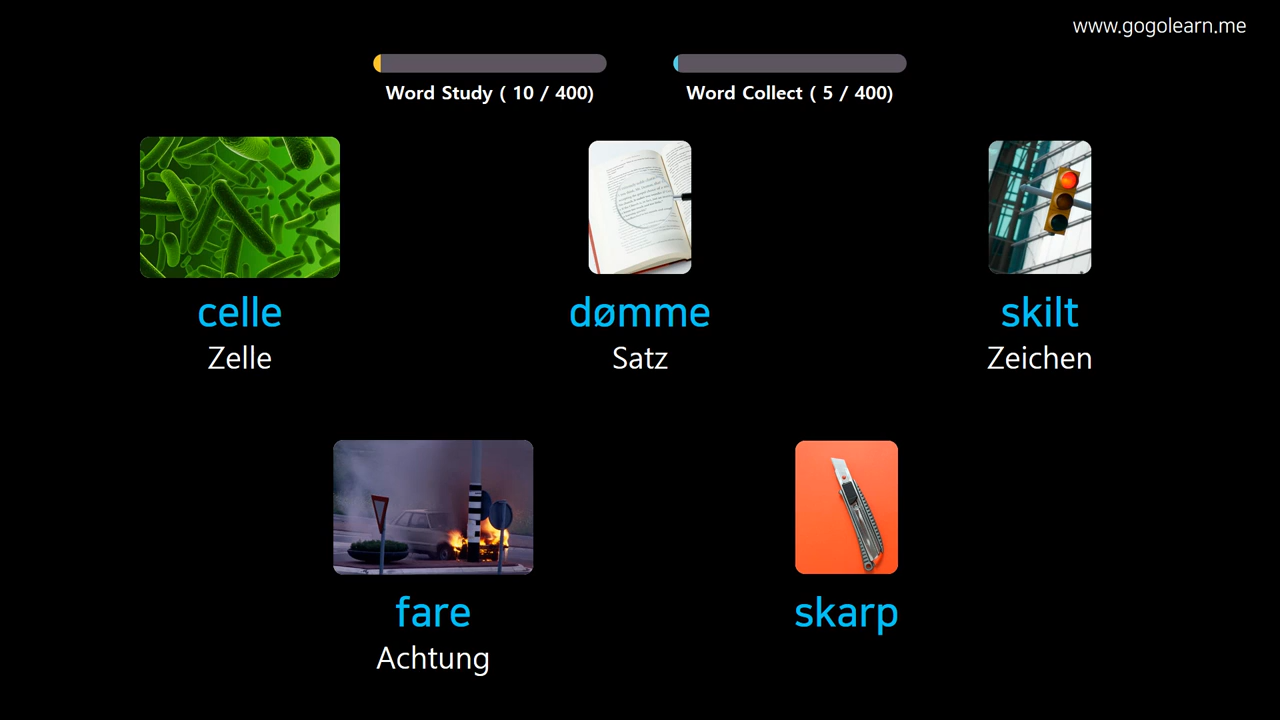 www.gogolearn.me
Word Study ( 10 / 400)
Word Collect ( 5 / 400)
celle
dømme
skilt
Zelle
Satz
Zeichen
fare
skarp
Achtung